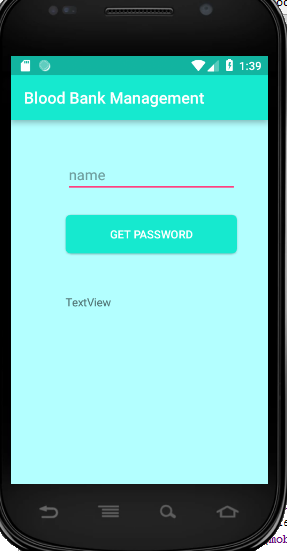 1:39
Blood Bank Management
name
GET PASSWORD
TextView